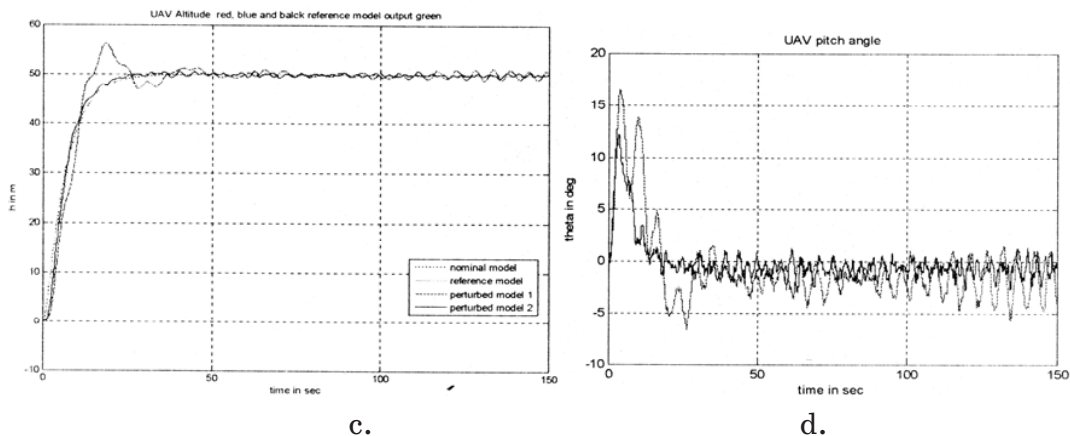 UAV Altitude red, blue and balck reference model output green
60
50
40
30
20
10
0
-10
h in m
0
50
100
150
time in sec
nominal model
reference model
perturbed model 1
perturbed model 2
c.
UAV pitch angle
20
15
10
5
0
-5
-10
theta in deg
0
50
100
150
time in sec
d.